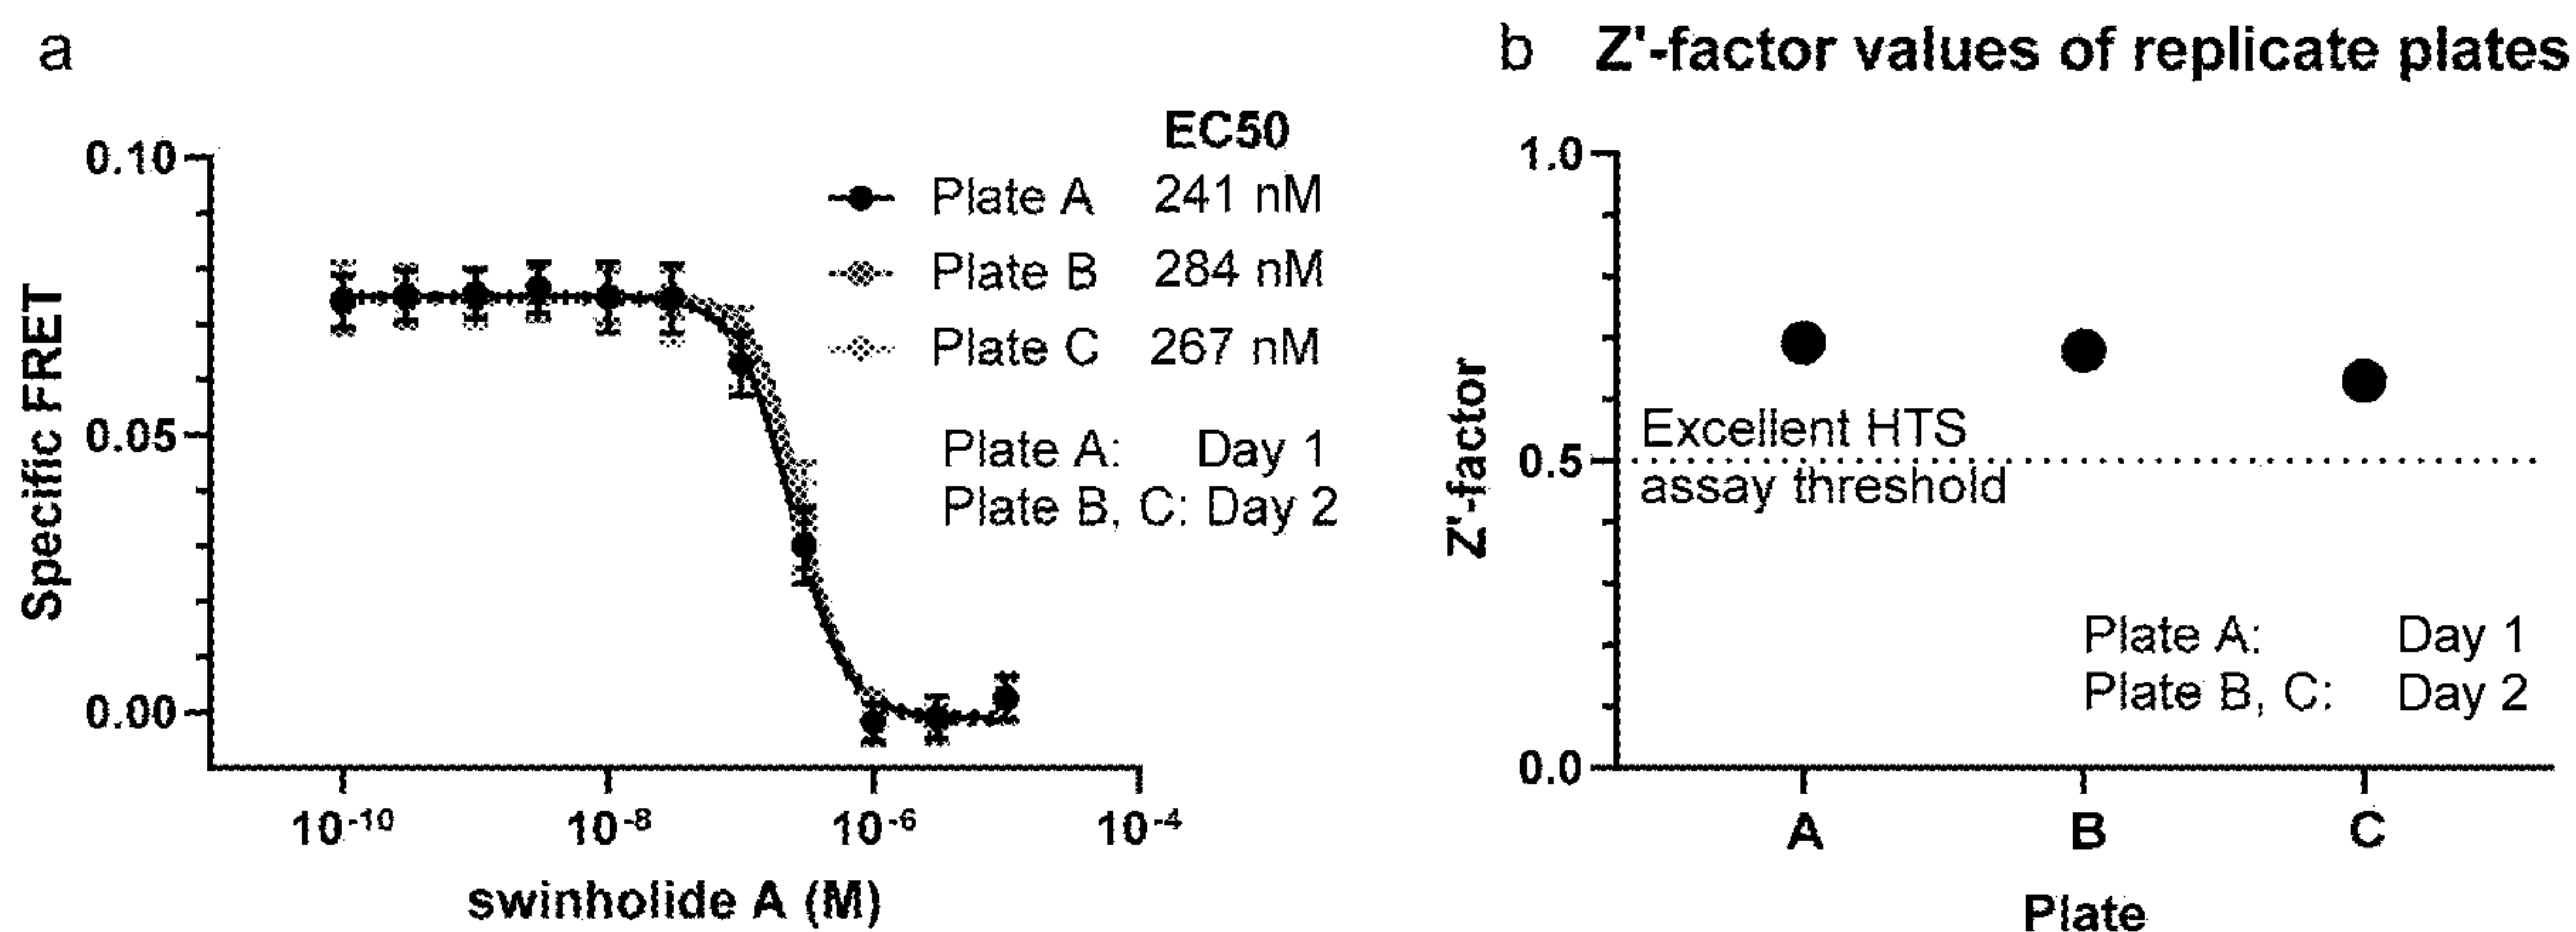 a
EC50
Plate A 241 nM
Plate B 284 nM
Plate C 267 nM
Plate A: Day 1
Plate B, C: Day 2
0.10
0.05
0.00
Specific FRET
10-10 10-8 10-6 10-4
swinholide A (M)
b Z'-factor values of replicate plates
1.0
0.5
0.0
Z'-factor
Excellent HTS
assay threshold
Plate A: Day 1
Plate B, C: Day 2
A B C
Plate